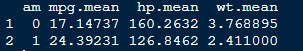 am mpg.mean hp.mean wt.mean
1 0 17.14737 160.2632 3.768895
2 1 24.39231 126.8462 2.411000